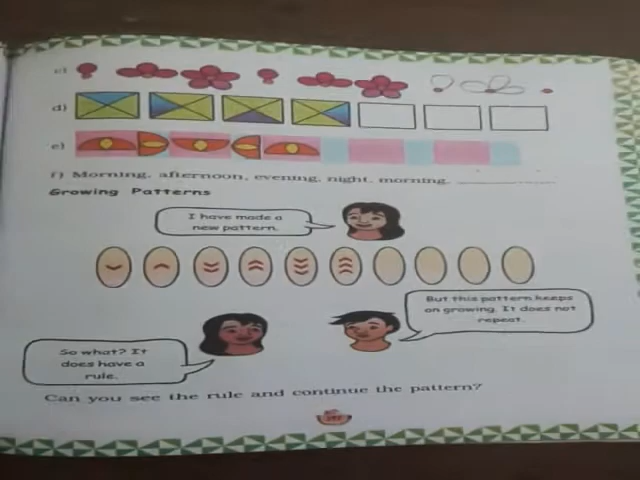 c)
d)
e)
f) Morning, afternoon, evening, night, morning,
Growing Patterns
I have made a
new pattern.
But this pattern keeps
on growing. It does not
repeat.
So what? It
does have a
rule.
Can you see the rule and continue the pattern?